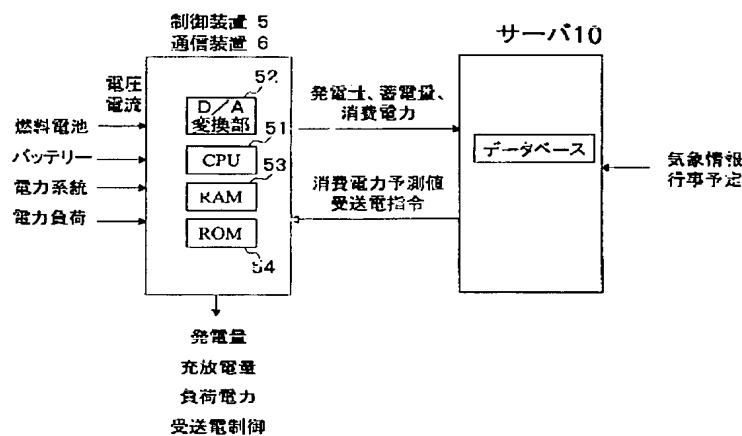 制御装置 5
通信装置 6
サーバ10
電圧
電流
燃料電池
バッテリー
電力系統
電力負荷
52
D/A
変換部
51
CPU
53
RAM
ROM
54
発電量、蓄電量、
消費電力
消費電力予測値
受送電指令
データベース
気象情報
行事予定
発電量
充放電量
負荷電力
受送電制御